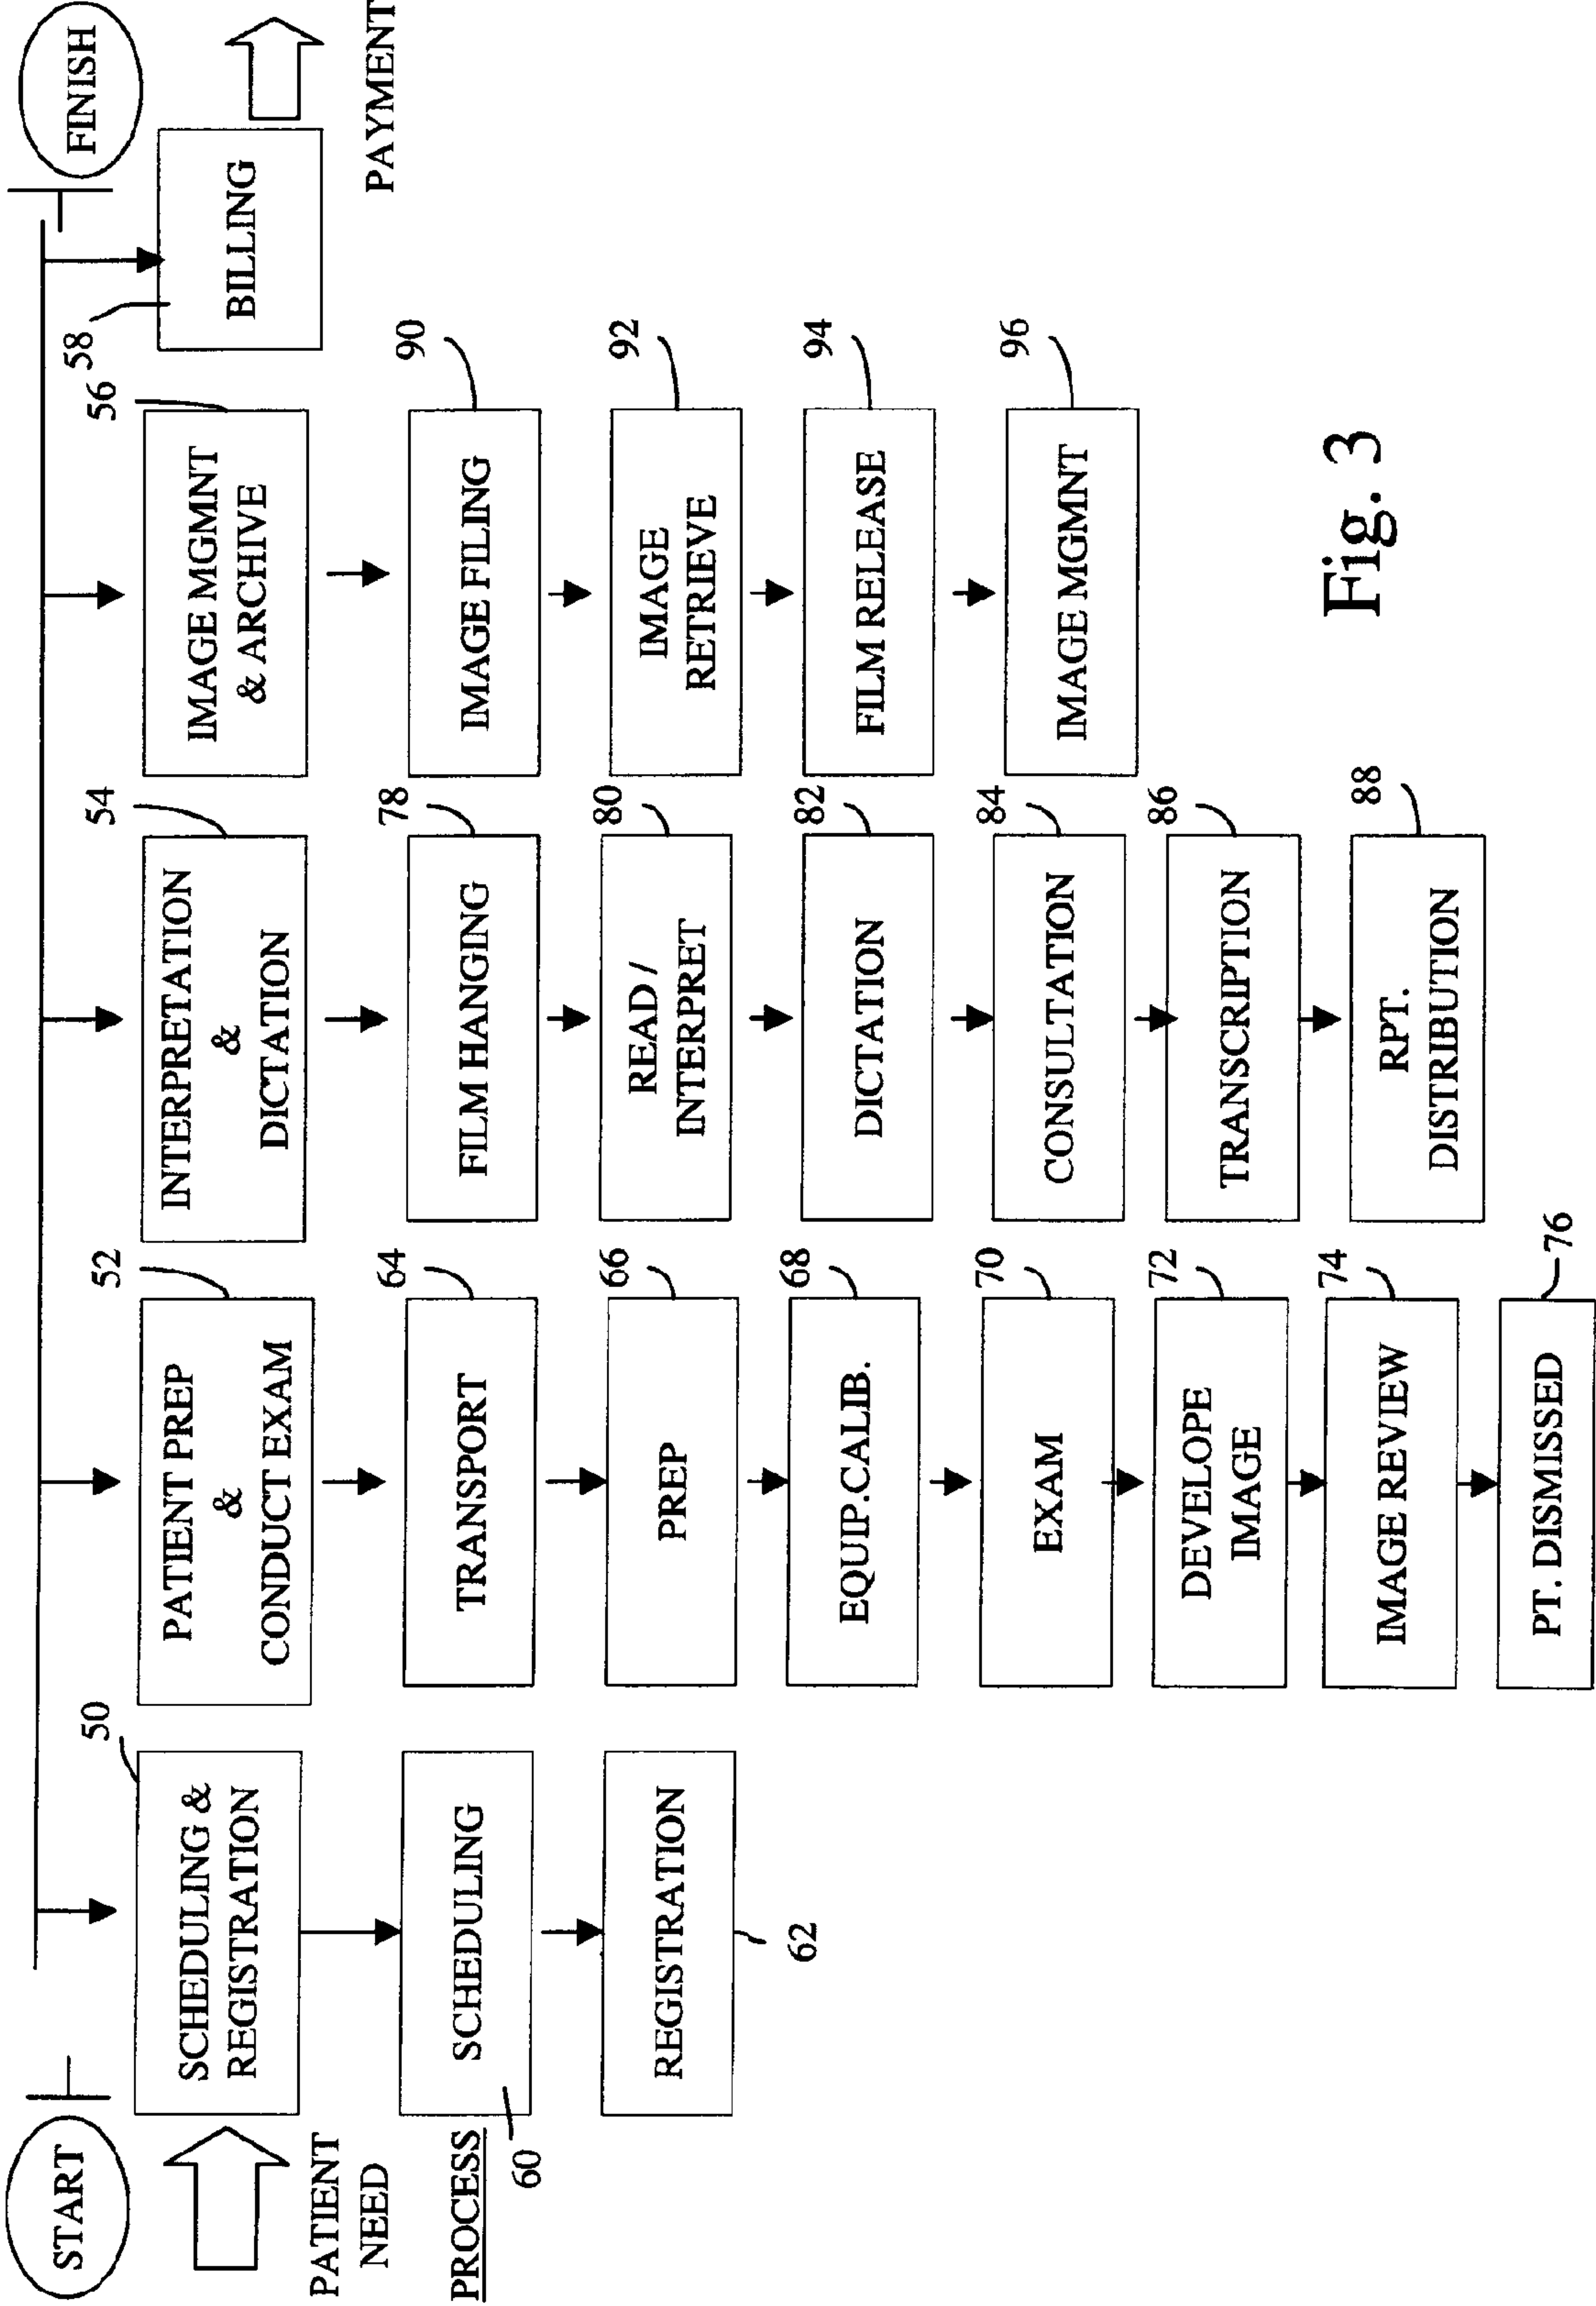 START
FINISH
PATIENT
NEED
PROCESS
50
SCHEDULING &
REGISTRATION
SCHEDULING
60
REGISTRATION
62
52
PATIENT PREP
&
CONDUCT EXAM
64
TRANSPORT
66
PREP
68
EQUIP.CALIB.
70
EXAM
72
DEVELOPE
IMAGE
74
IMAGE REVIEW
76
PT. DISMISSED
54
INTERPRETATION
&
DICTATION
78
FILM HANGING
80
READ /
INTERPRET
82
DICTATION
84
CONSULTATION
86
TRANSCRIPTION
88
RPT.
DISTRIBUTION
56
IMAGE MGMNT
& ARCHIVE
90
IMAGE FILING
92
IMAGE
RETRIEVE
94
FILM RELEASE
96
IMAGE MGMNT
58
BILLING
PAYMENT
Fig. 3